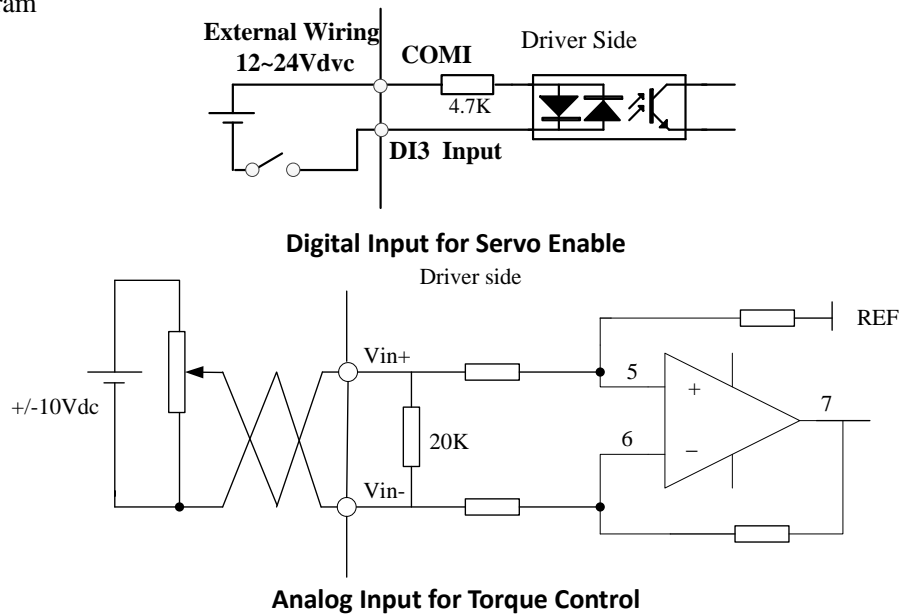 ram
External Wiring
12~24Vdvc
COMI
Driver Side
4.7K
DI3 Input
Digital Input for Servo Enable
Driver side
REF
Vin+
5
+
7
+/-10Vdc
20K
6
−
Vin-
Analog Input for Torque Control